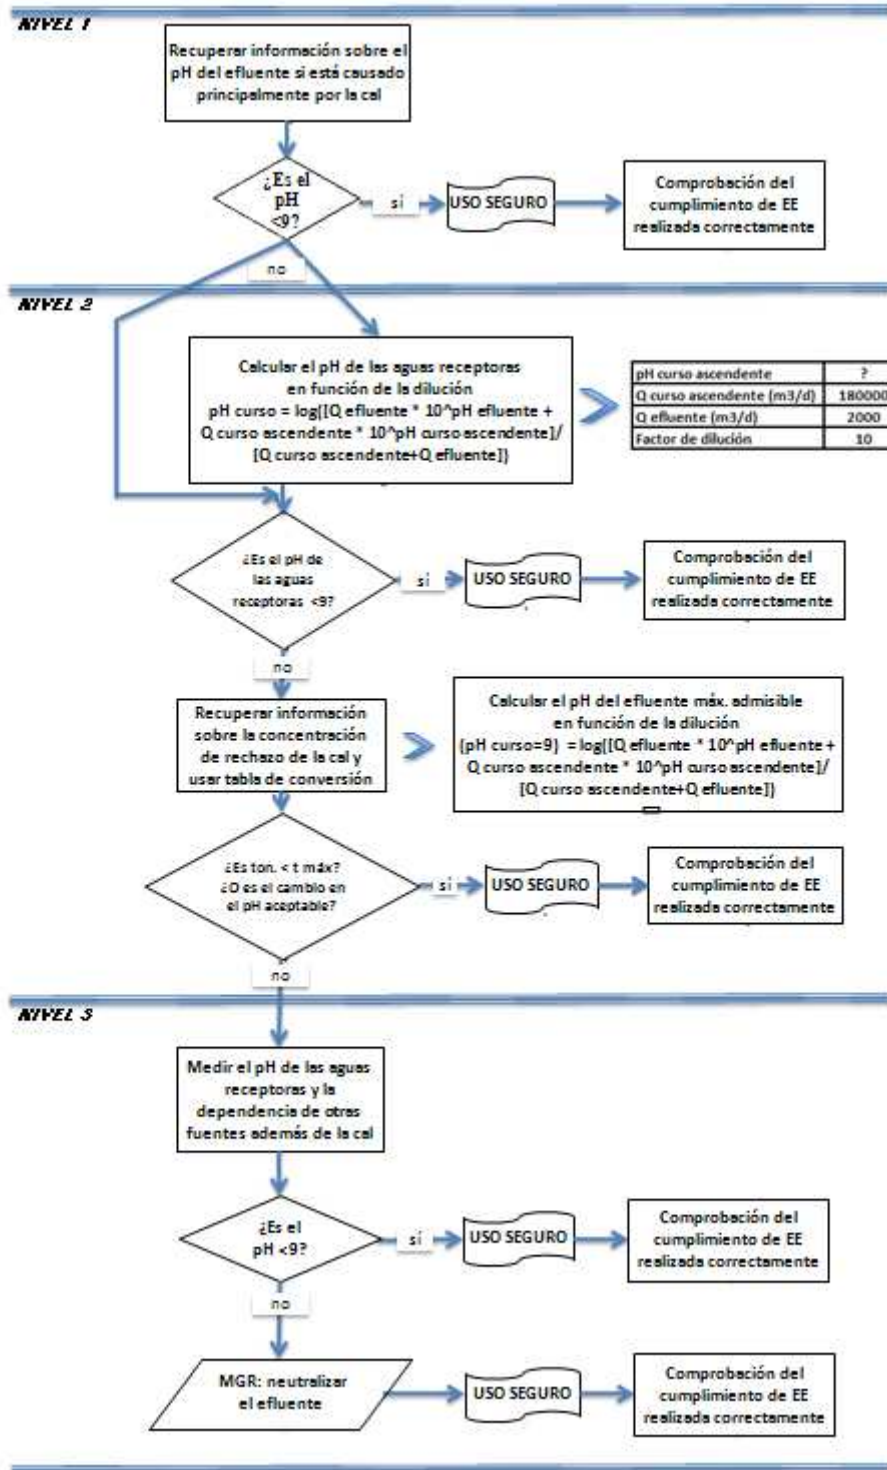 NIVEL 1
Recuperar información sobre el
pH del efluente si está causado
principalmente por la cal
¿Es el
pH
<9?
sí
USO SEGURO
Comprobación del
cumplimiento de EE
realizada correctamente
no
NIVEL 2
Calcular el pH de las aguas receptoras
en función de la dilución
pH curso = log([Q efluente * 10^pH efluente +
Q curso ascendente * 10^pH curso ascendente]/
[Q curso ascendente+Q efluente])
pH curso ascendente ?
Q curso ascendente (m3/d) 180000
Q efluente (m3/d) 2000
Factor de dilución 10
¿Es el pH de
las aguas
receptoras <9?
sí
USO SEGURO
Comprobación del
cumplimiento de EE
realizada correctamente
no
Recuperar información
sobre la concentración
de rechazo de la cal y
usar tabla de conversión
Calcular el pH del efluente máx. admisible
en función de la dilución
(pH curso=9) = log([Q efluente * 10^pH efluente +
Q curso ascendente * 10^pH curso ascendente]/
[Q curso ascendente+Q efluente])
¿Es ton. < t máx?
¿O es el cambio en
el pH aceptable?
sí
USO SEGURO
Comprobación del
cumplimiento de EE
realizada correctamente
no
NIVEL 3
Medir el pH de las aguas
receptoras y la
dependencia de otras
fuentes además de la cal
¿Es el
pH <9?
sí
USO SEGURO
Comprobación del
cumplimiento de EE
realizada correctamente
no
MGR: neutralizar
el efluente
USO SEGURO
Comprobación del
cumplimiento de EE
realizada correctamente